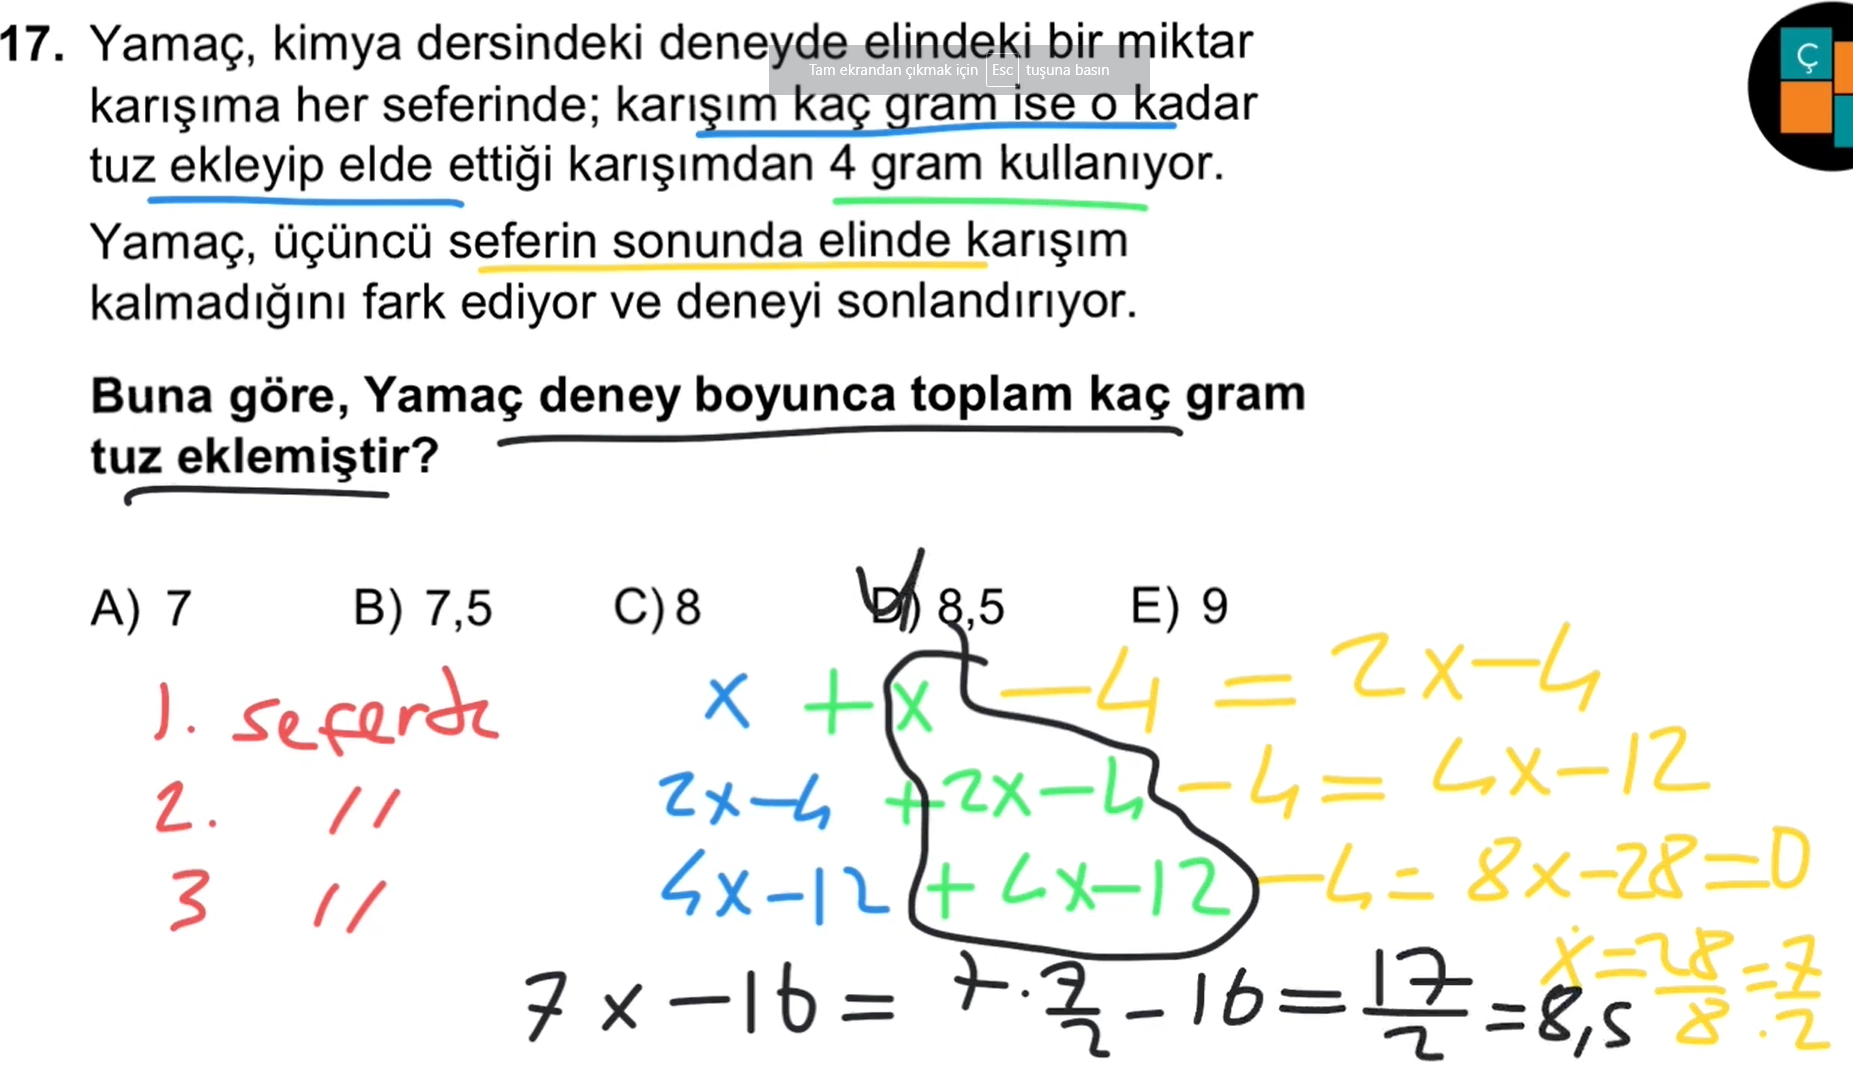 17. Yamaç, kimya dersindeki deneyde elindeki bir miktar
Tam ekrandan çıkmak için Esc tuşuna basın
Ç
karışıma her seferinde; karışım kaç gram ise o kadar
tuz ekleyip elde ettiği karışımdan 4 gram kullanıyor.
Yamaç, üçüncü seferin sonunda elinde karışım
kalmadığını fark ediyor ve deneyi sonlandırıyor.
Buna göre, Yamaç deney boyunca toplam kaç gram
tuz eklemiştir?
A) 7 B) 7,5 C) 8 D) 8,5 E) 9
1. seferde x + x - 4 = 2x-4
2. // 2x-4 +2x-4 -4 = 4x-12
3 // 4x-12 + 4x-12 -4 = 8x-28=0
x = 28/8 = 7/2
7x-16 = 7.7/2 - 16 = 17/2 = 8,5